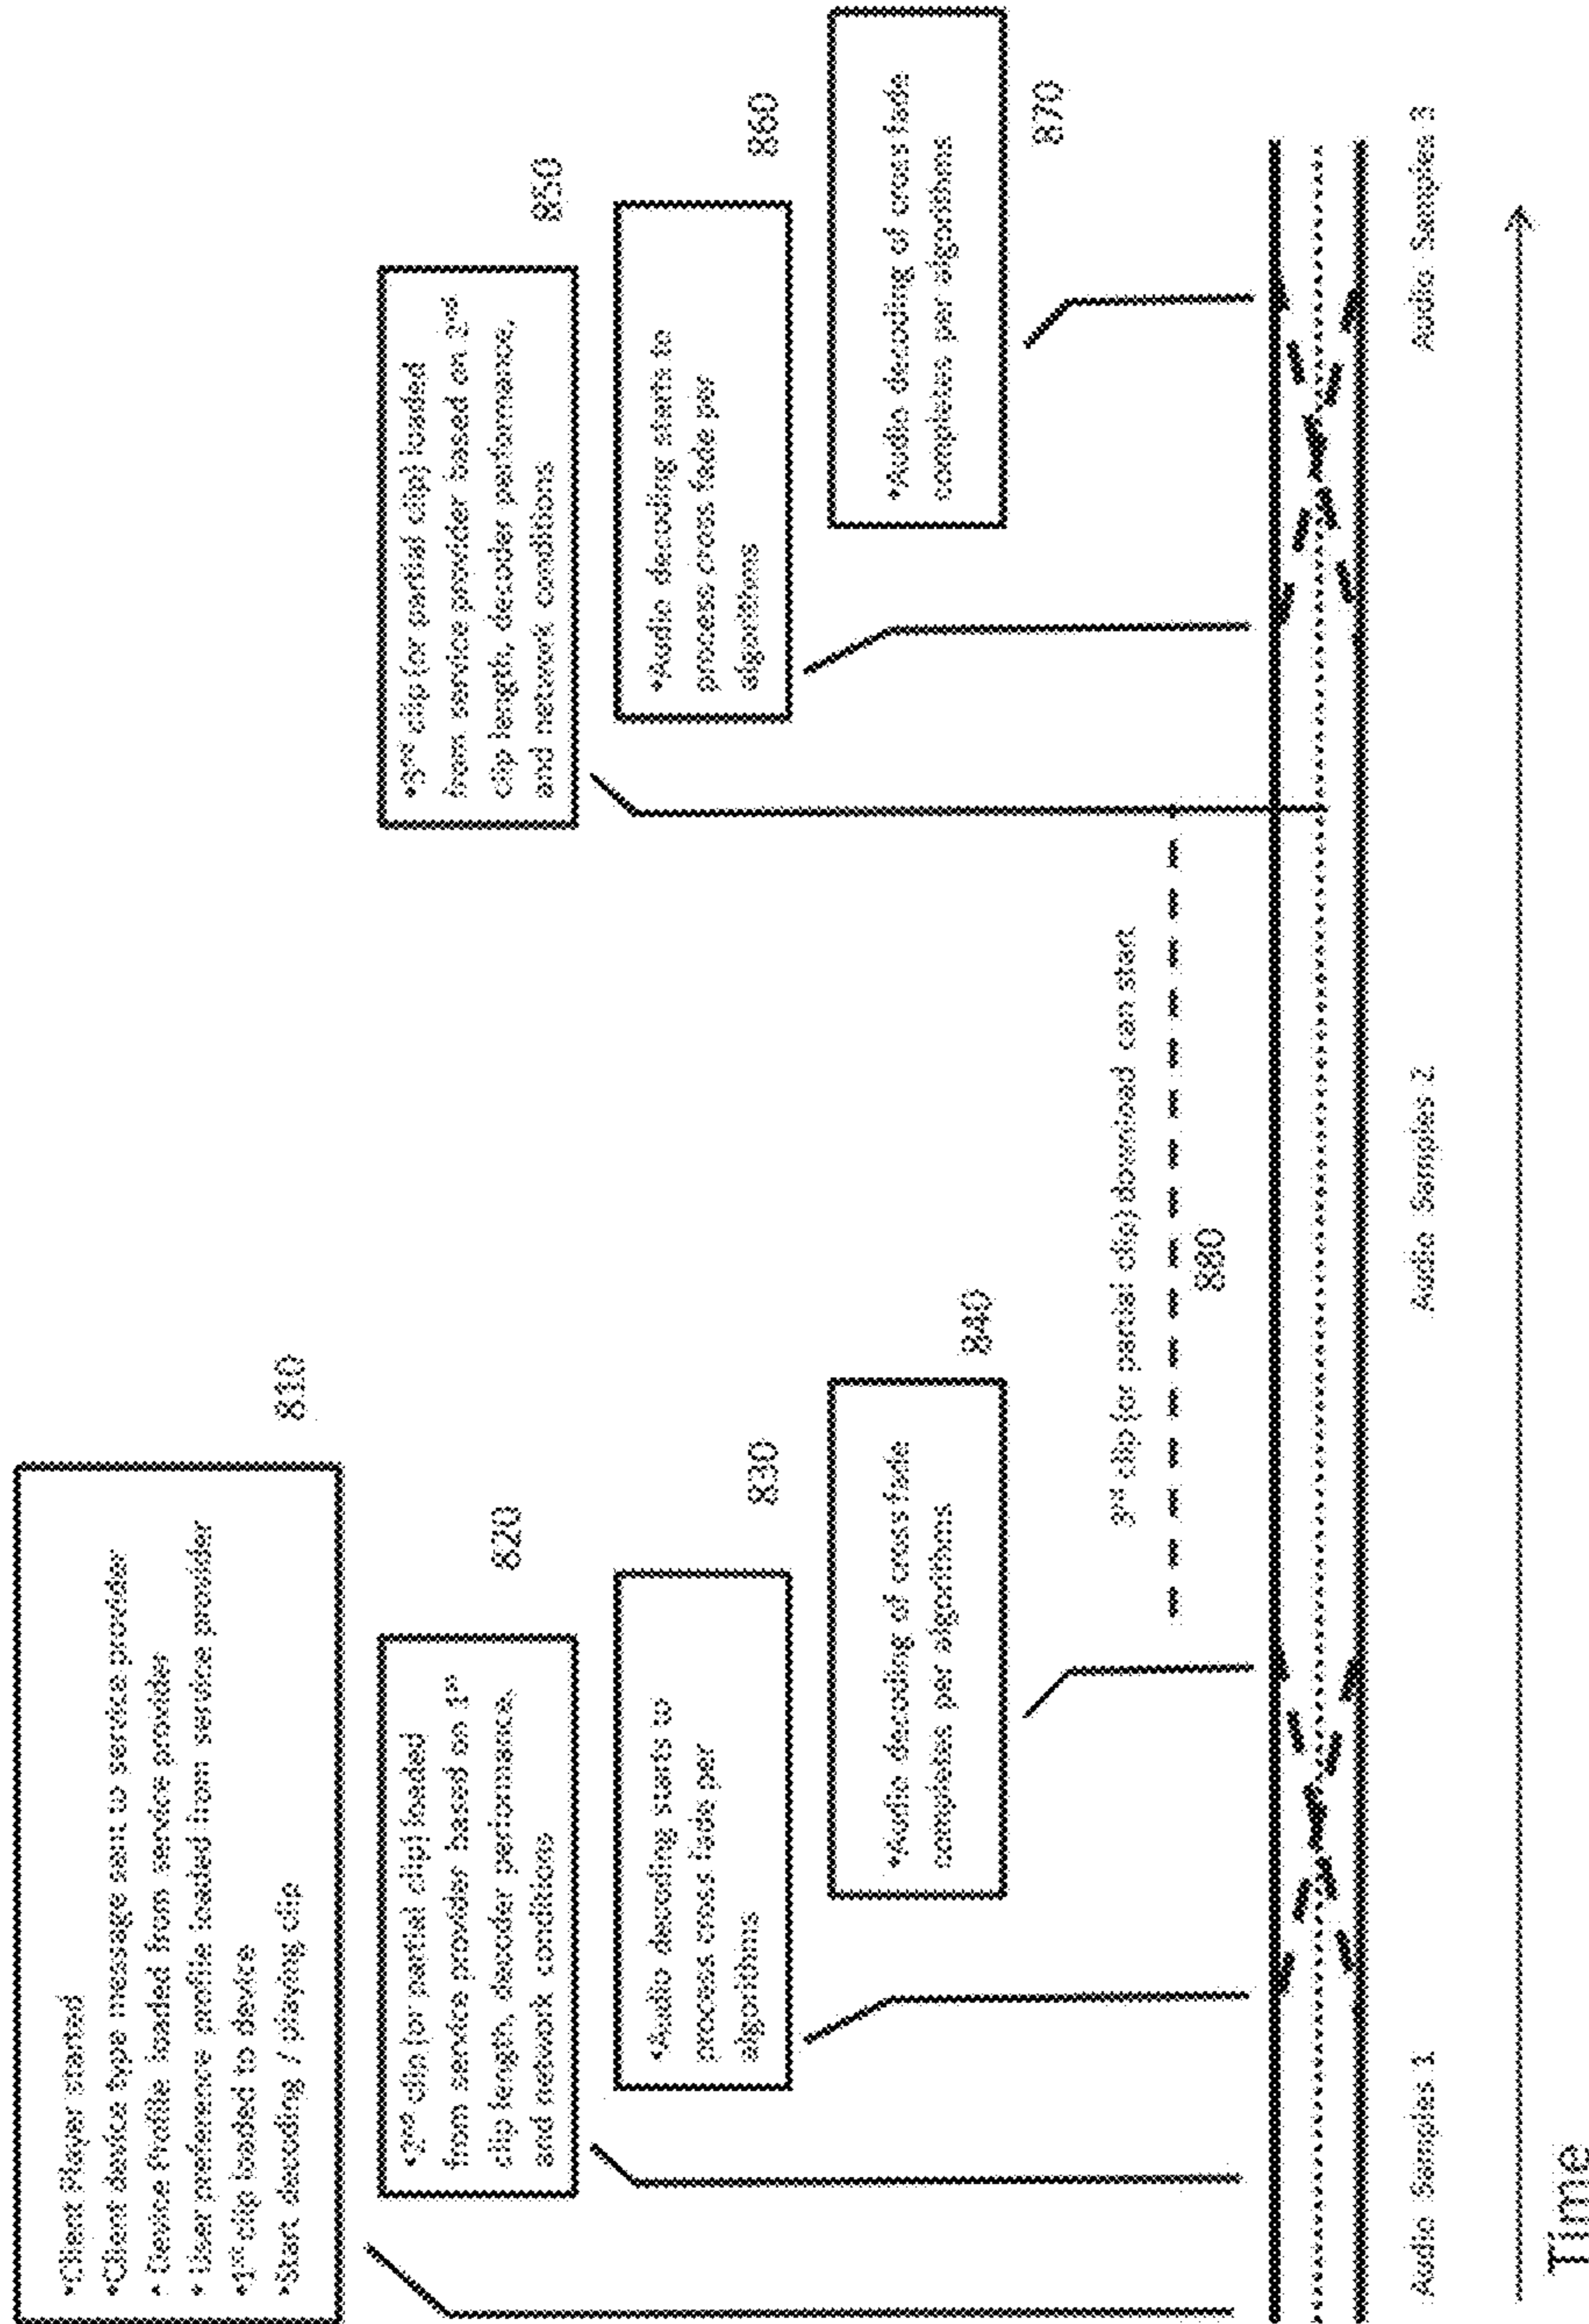 •Client Player started
•Client device type message sent to service provider
• Device Profile loaded from service provider
• User preference profile loaded from service provider
•1st clip loaded to device
•Start decoding / playing clip
810
•2nd clip (or partial clip) loaded
from service provider based on 1st
clip length, decoder performance,
and network conditions
820
•Audio decoding starts to
process cross fade per
algorithms
830
•Audio decoding of cross fade
completes per algorithms
840
•3rd clip (or partial clip) loaded
from service provider based on 2nd
clip length, decoder performance,
and network conditions
850
•Audio decoding starts to
process cross fade per
algorithms
860
•Audio decoding of cross fade
completes per algorithms
870
3rd clip (or partial clip) download can start
880
Audio Samples 1
Audio Samples 2
Audio Samples 3
Time